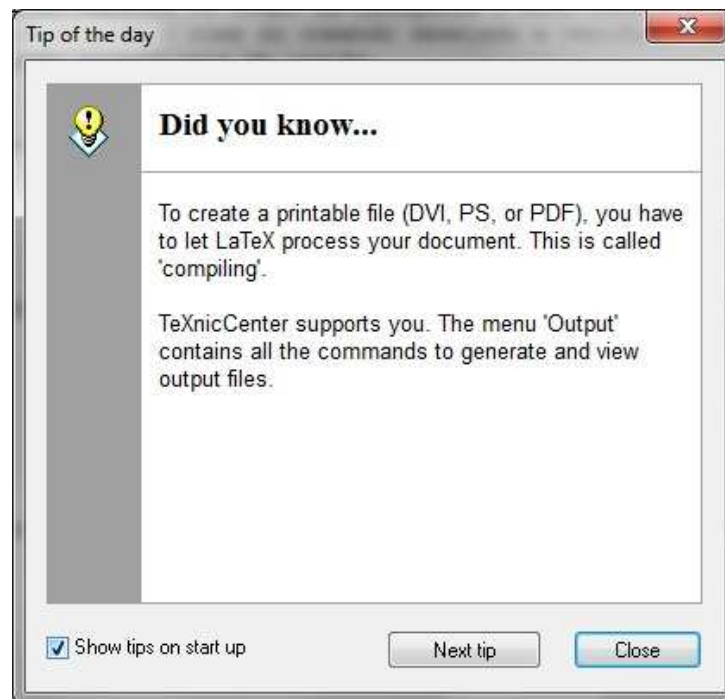 Tip of the day
Did you know...
To create a printable file (DVI, PS, or PDF), you have
to let LaTeX process your document. This is called
'compiling'.
TeXnicCenter supports you. The menu 'Output'
contains all the commands to generate and view
output files.
Show tips on start up
Next tip
Close